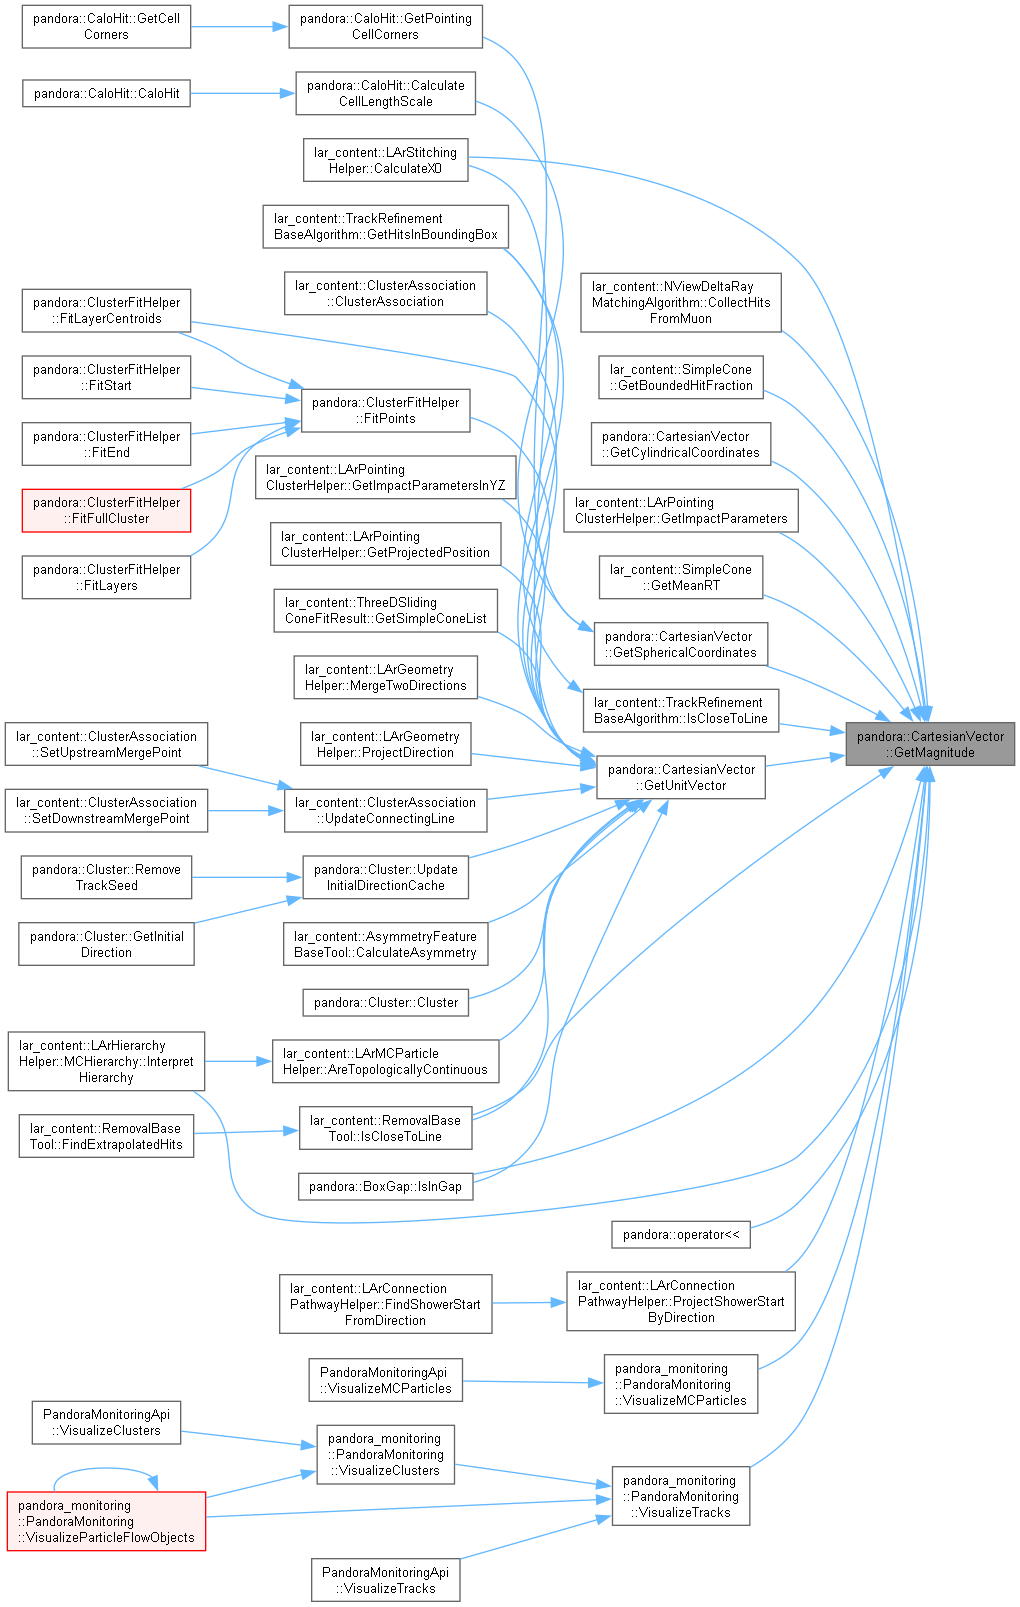 pandora::CaloHit::GetCell
Corners
pandora::CaloHit::GetPointing
CellCorners
pandora::CaloHit::CaloHit
pandora::CaloHit::Calculate
CellLengthScale
lar_content::LArStitching
Helper::CalculateX0
lar_content::TrackRefinement
BaseAlgorithm::GetHitsInBoundingBox
lar_content::ClusterAssociation
::ClusterAssociation
pandora::ClusterFitHelper
::FitLayerCentroids
pandora::ClusterFitHelper
::FitStart
pandora::ClusterFitHelper
::FitEnd
pandora::ClusterFitHelper
::FitFullCluster
pandora::ClusterFitHelper
::FitLayers
pandora::ClusterFitHelper
::FitPoints
lar_content::LArPointing
ClusterHelper::GetImpactParametersInYZ
lar_content::LArPointing
ClusterHelper::GetProjectedPosition
lar_content::ThreeDSliding
ConeFitResult::GetSimpleConeList
lar_content::LArGeometry
Helper::MergeTwoDirections
lar_content::LArGeometry
Helper::ProjectDirection
lar_content::ClusterAssociation
::SetUpstreamMergePoint
lar_content::ClusterAssociation
::SetDownstreamMergePoint
lar_content::ClusterAssociation
::UpdateConnectingLine
pandora::Cluster::Remove
TrackSeed
pandora::Cluster::Update
InitialDirectionCache
pandora::Cluster::GetInitial
Direction
lar_content::AsymmetryFeature
BaseTool::CalculateAsymmetry
pandora::Cluster::Cluster
lar_content::LArHierarchy
Helper::MCHierarchy::Interpret
Hierarchy
lar_content::LArMCParticle
Helper::AreTopologicallyContinuous
lar_content::RemovalBase
Tool::FindExtrapolatedHits
lar_content::RemovalBase
Tool::IsCloseToLine
pandora::BoxGap::IsInGap
lar_content::NViewDeltaRay
MatchingAlgorithm::CollectHits
FromMuon
lar_content::SimpleCone
::GetBoundedHitFraction
pandora::CartesianVector
::GetCylindricalCoordinates
lar_content::LArPointing
ClusterHelper::GetImpactParameters
lar_content::SimpleCone
::GetMeanRT
pandora::CartesianVector
::GetSphericalCoordinates
lar_content::TrackRefinement
BaseAlgorithm::IsCloseToLine
pandora::CartesianVector
::GetUnitVector
pandora::CartesianVector
::GetMagnitude
pandora::operator<<
lar_content::LArConnection
PathwayHelper::FindShowerStart
FromDirection
lar_content::LArConnection
PathwayHelper::ProjectShowerStart
ByDirection
PandoraMonitoringApi
::VisualizeMCParticles
pandora_monitoring
::PandoraMonitoring
::VisualizeMCParticles
PandoraMonitoringApi
::VisualizeClusters
pandora_monitoring
::PandoraMonitoring
::VisualizeClusters
pandora_monitoring
::PandoraMonitoring
::VisualizeParticleFlowObjects
pandora_monitoring
::PandoraMonitoring
::VisualizeTracks
PandoraMonitoringApi
::VisualizeTracks